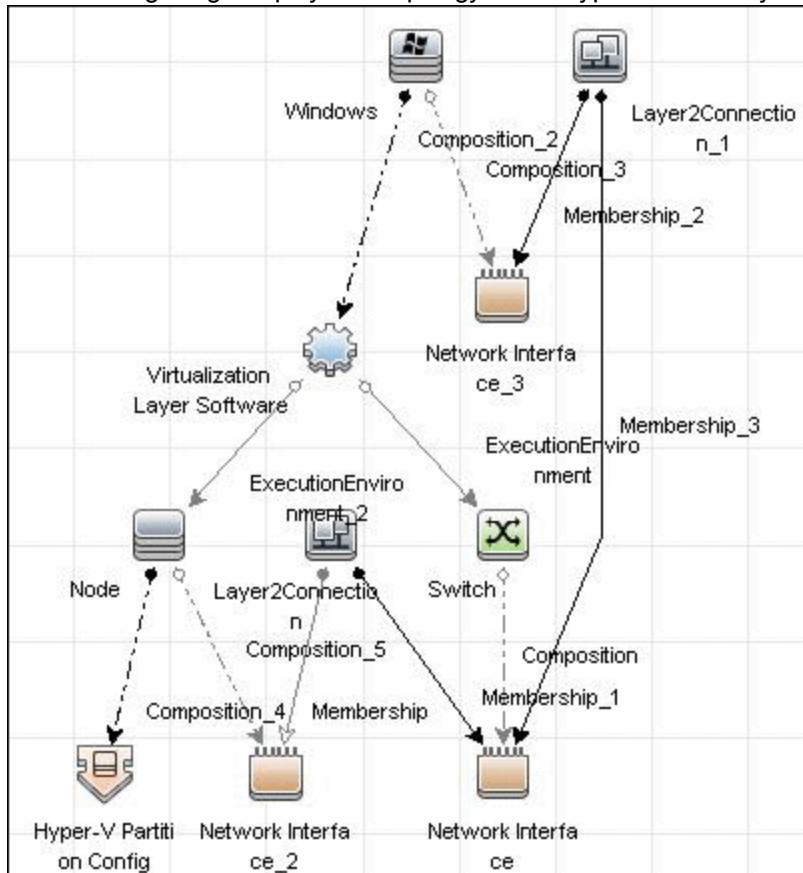 Windows
Layer2Connectio
n_1
Composition_2
Composition_3
Membership_2
Network Interfa
ce_3
Virtualization
Layer Software
Membership_3
ExecutionEnviro
nment
ExecutionEnviro
nment_2
Node
Layer2Connectio
n
Switch
Composition_5
Composition
Membership_1
Composition_4
Membership
Hyper-V Partiti
on Config
Network Interfa
ce_2
Network Interfa
ce